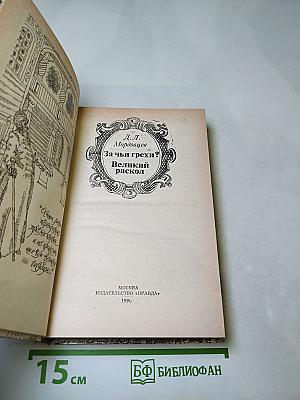 Д. Л.
Мордовцев
За чьи грехи?
Великий
раскол
МОСКВА
ИЗДАТЕЛЬСТВО «ПРАВДА»
1990
15 см
БФ БИБЛИОФАН